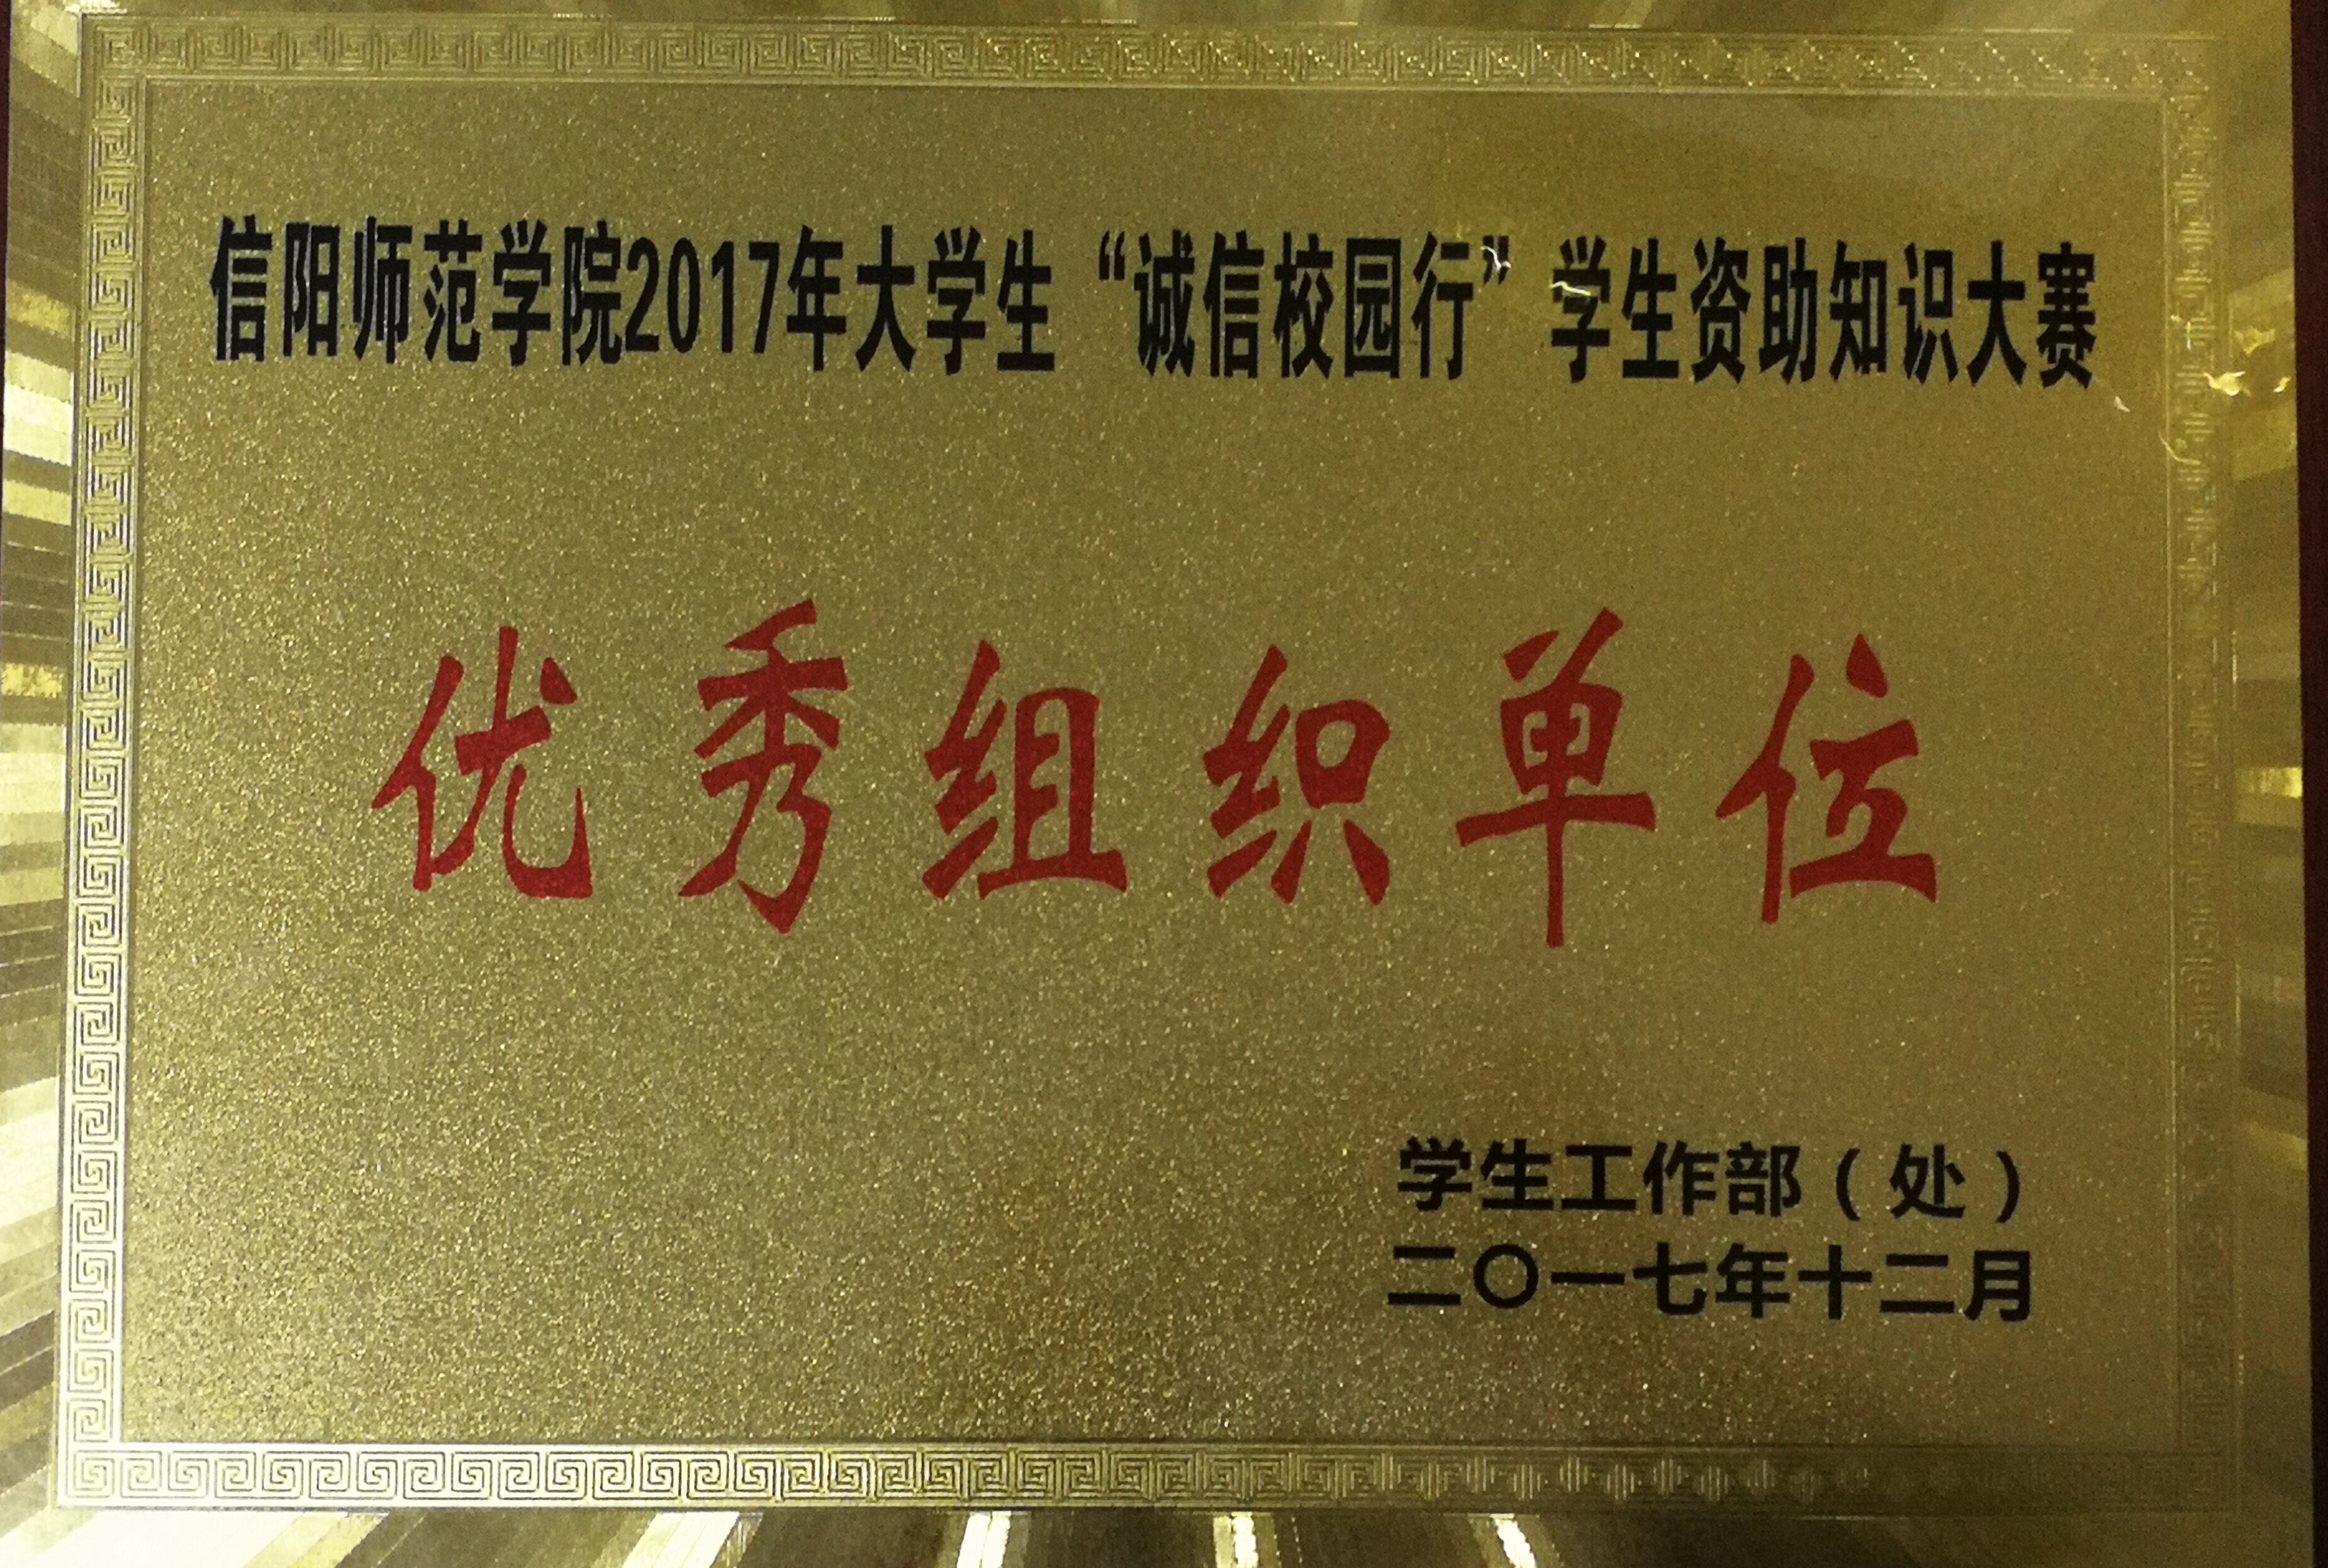 信阳师范学院2017年大学生“诚信校园行”学生资助知识大赛
优秀组织单位
学生工作部（处）
二〇一七年十二月